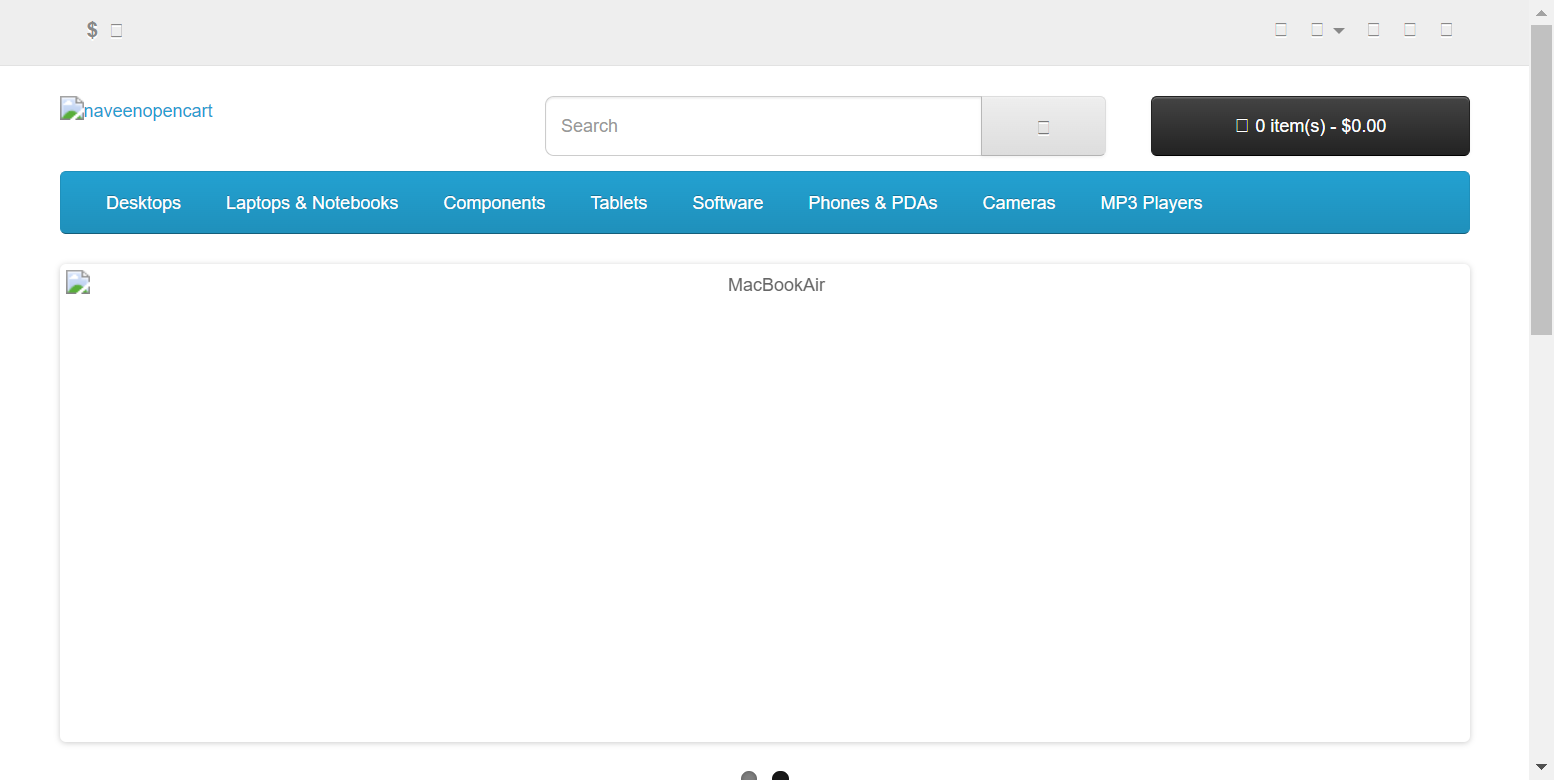 $
naveenopencart
Search
0 item(s) - $0.00
Desktops Laptops & Notebooks Components Tablets Software Phones & PDAs Cameras MP3 Players
MacBookAir